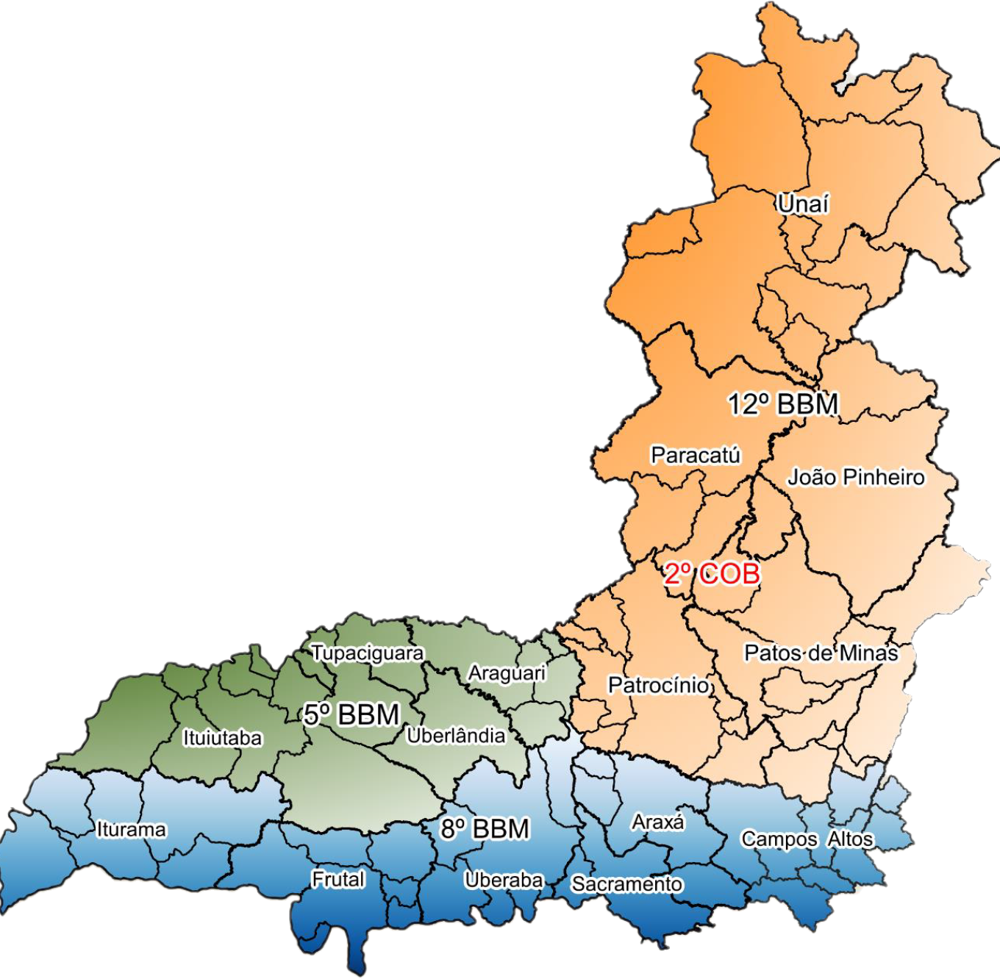 Unaí
12º BBM
Paracatú
João Pinheiro
2º COB
Tupaciguara
Patos de Minas
Araguari
Patrocínio
5º BBM
Ituiutaba
Uberlândia
Iturama
8º BBM
Araxá
Campos Altos
Frutal
Uberaba
Sacramento